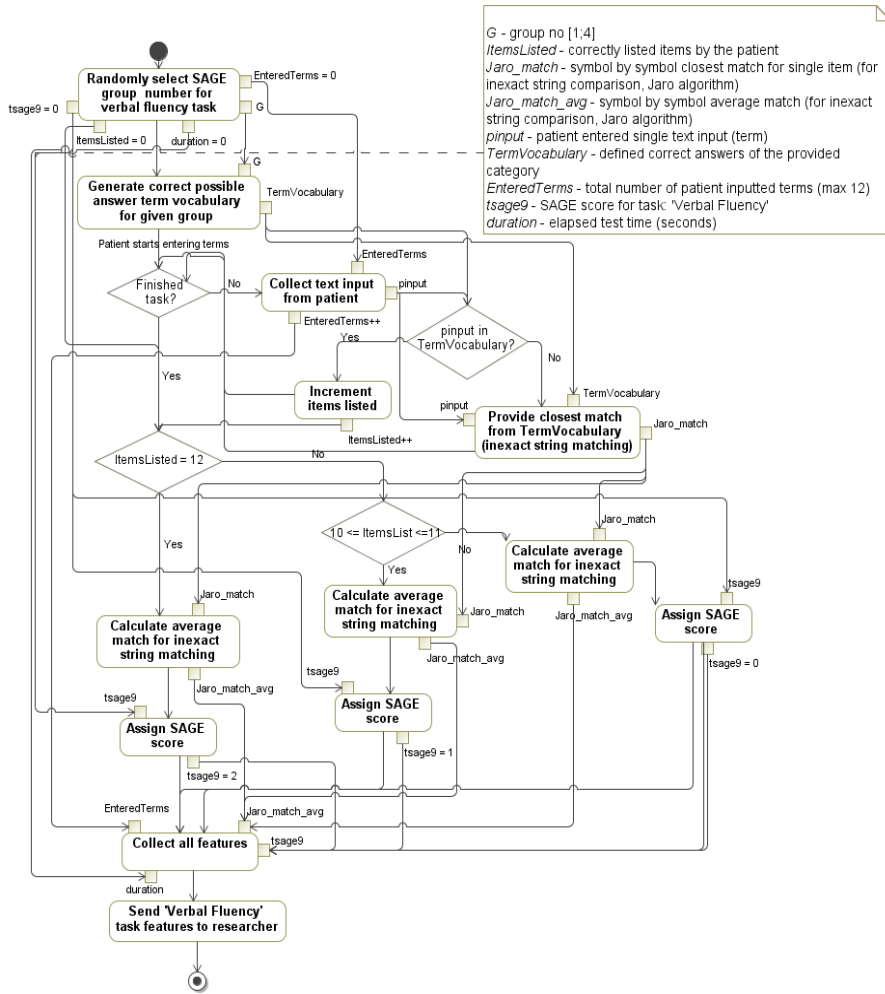 G - group no [1;4]
ItemsListed - correctly listed items by the patient
Jaro_match - symbol by symbol closest match for single item (for
inexact string comparison, Jaro algorithm)
Jaro_match_avg - symbol by symbol average match (for inexact
string comparison, Jaro algorithm)
pinput - patient entered single text input (term)
TermVocabulary - defined correct answers of the provided
category
EnteredTerms - total number of patient inputted terms (max 12)
tsage9 - SAGE score for task: 'Verbal Fluency'
duration - elapsed test time (seconds)
Randomly select SAGE
group number for
verbal fluency task
EnteredTerms = 0
tsage9 = 0
G
ItemsListed = 0
duration = 0
G
Generate correct possible
answer term vocabulary
for given group
TermVocabulary
Patient starts entering terms
EnteredTerms
Finished
task?
No
Collect text input
from patient
pinput
EnteredTerms++
pinput in
TermVocabulary?
Yes
No
Yes
Increment
items listed
TermVocabulary
pinput
Provide closest match
from TermVocabulary
(inexact string matching)
Jaro_match
ItemsListed++
ItemsListed = 12
No
Jaro_match
10 <= ItemsList <=11
Yes
No
Calculate average
match for inexact
string matching
Yes
tsage9
Jaro_match
Calculate average
match for inexact
string matching
Jaro_match
Assign SAGE
score
Calculate average
match for inexact
string matching
Jaro_match_avg
Jaro_match_avg
tsage9 = 0
Jaro_match_avg
tsage9
tsage9
Assign SAGE
score
Assign SAGE
score
tsage9 = 1
tsage9 = 2
EnteredTerms
Jaro_match_avg
Collect all features
tsage9
duration
Send 'Verbal Fluency'
task features to researcher